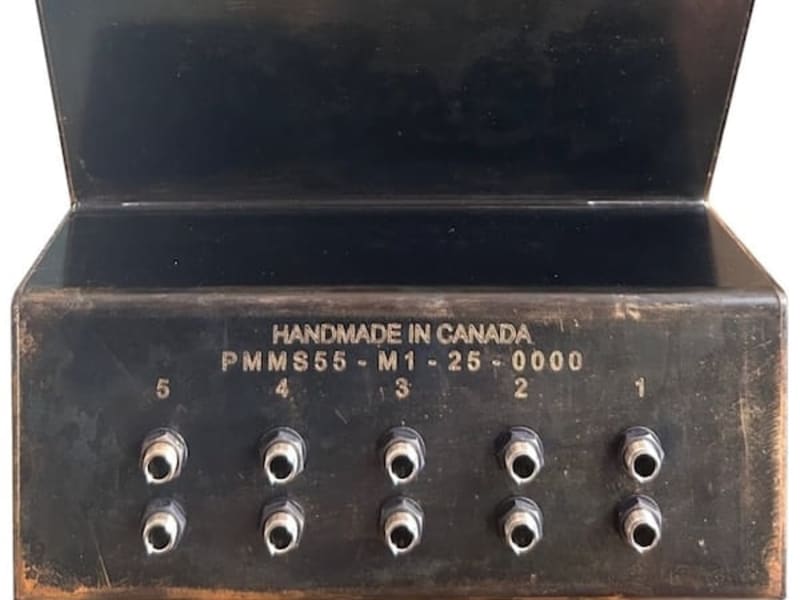 HANDMADE IN CANADA
PMMS55 - M1 - 25 - 0000
5 4 3 2 1